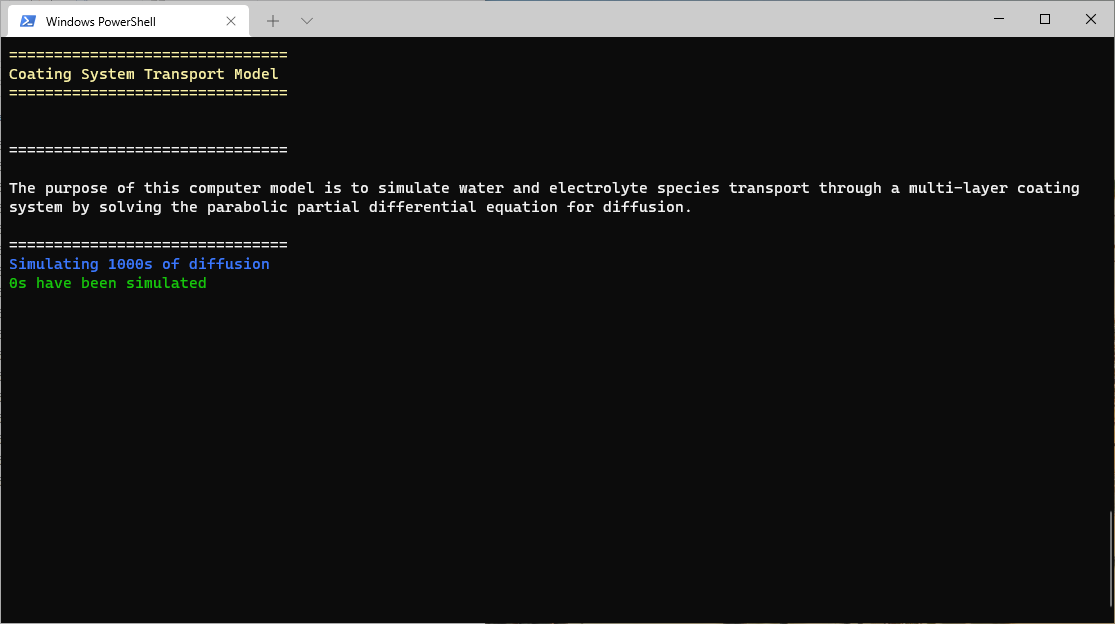 Windows PowerShell
===============================
Coating System Transport Model
===============================
===============================
The purpose of this computer model is to simulate water and electrolyte species transport through a multi-layer coating
system by solving the parabolic partial differential equation for diffusion.
===============================
Simulating 1000s of diffusion
0s have been simulated